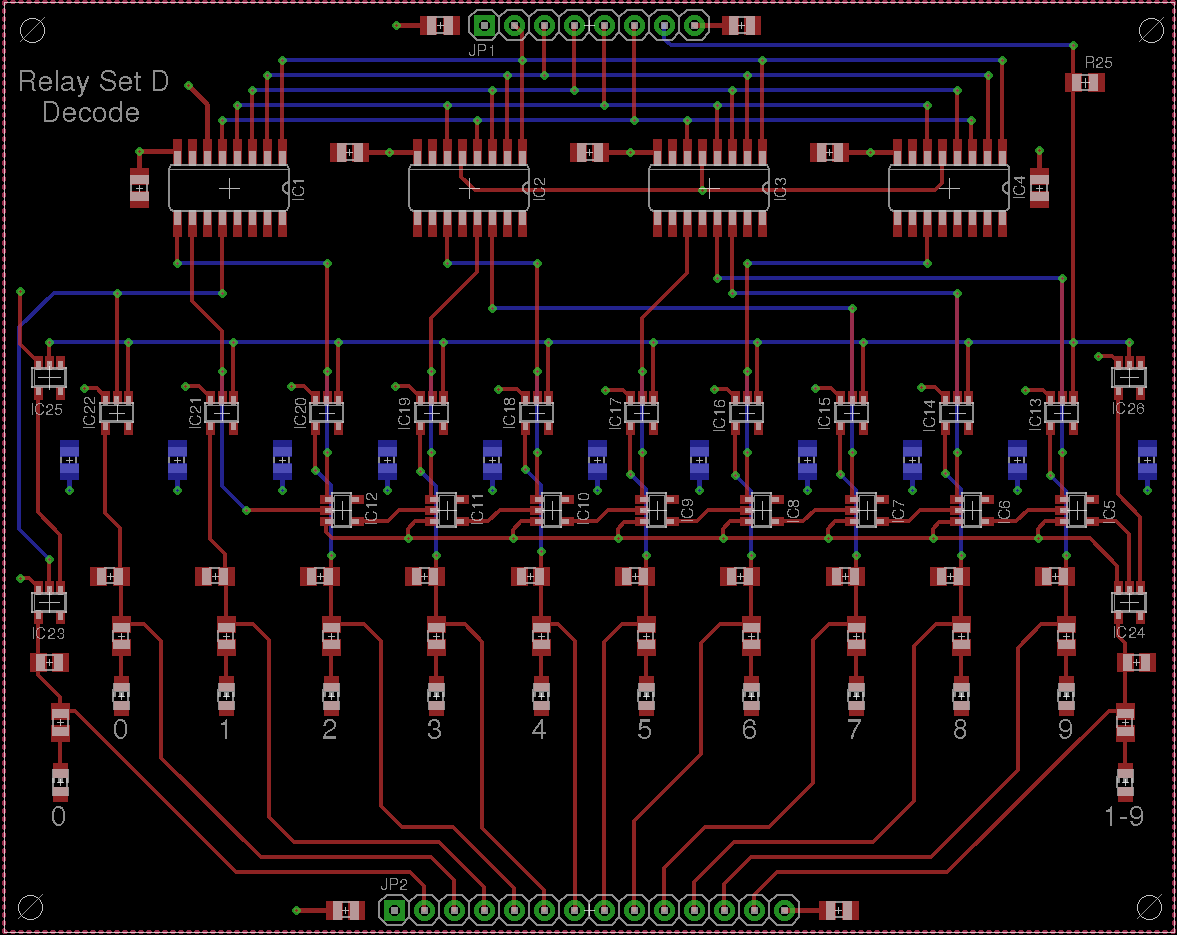 JP1
R25
Relay Set D
Decode
IC1
IC2
IC3
IC4
IC25
IC22
IC21
IC20
IC19
IC18
IC17
IC16
IC15
IC14
IC13
IC26
IC12
IC11
IC10
IC9
IC8
IC7
IC6
IC5
IC23
IC24
0 1 2 3 4 5 6 7 8 9
0
1-9
JP2